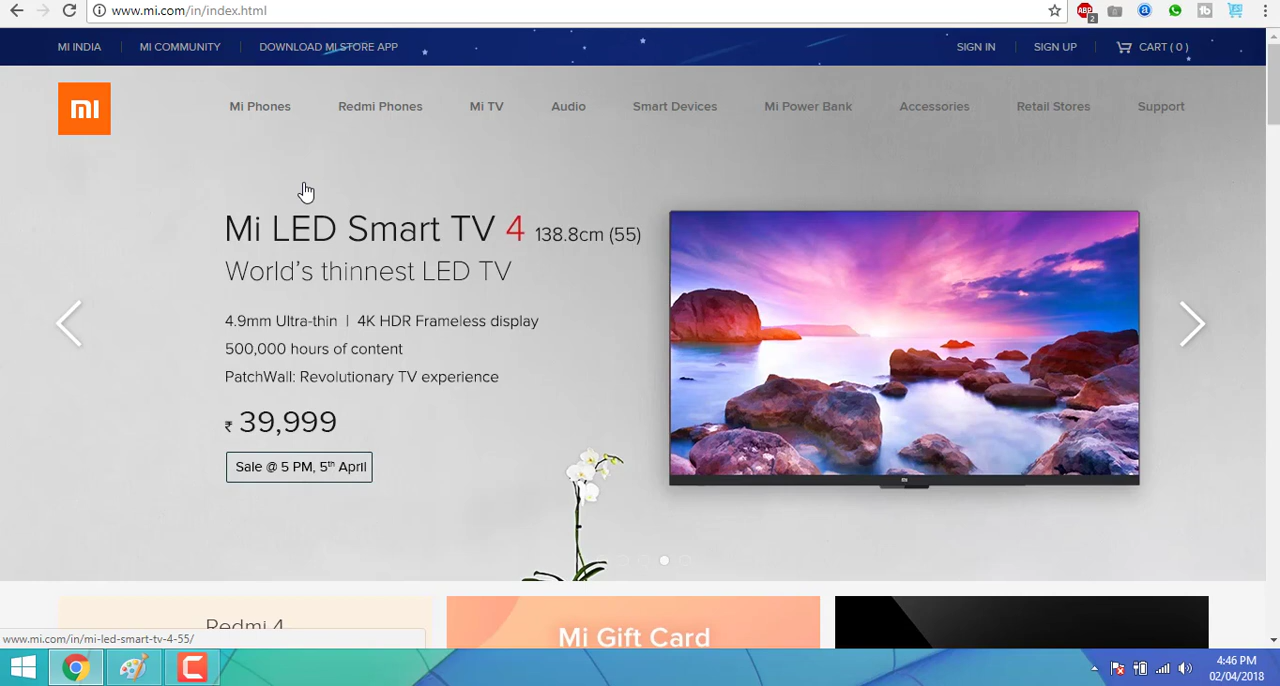 www.mi.com/in/index.html
ABP
2
a
tb
MI INDIA
MI COMMUNITY
DOWNLOAD MI STORE APP
SIGN IN
SIGN UP
CART ( 0 )
mi
Mi Phones
Redmi Phones
Mi TV
Audio
Smart Devices
Mi Power Bank
Accessories
Retail Stores
Support
Mi LED Smart TV 4 138.8cm (55)
World's thinnest LED TV
4.9mm Ultra-thin | 4K HDR Frameless display
500,000 hours of content
PatchWall: Revolutionary TV experience
₹ 39,999
Sale @ 5 PM, 5th April
mi
Redmi 4
Mi Gift Card
www.mi.com/in/mi-led-smart-tv-4-55/
C
4:46 PM
02/04/2018